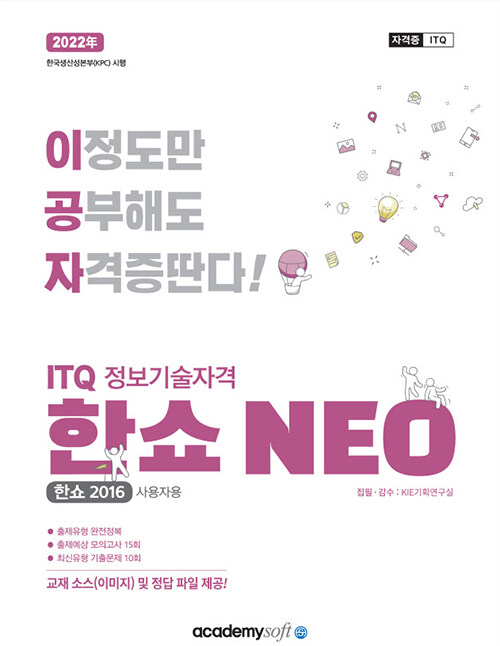 2022年
자격증 ITQ
한국생산성본부(KPC) 시행
이정도만
공부해도
자격증딴다!
ITQ 정보기술자격
한쇼 NEO
한쇼 2016 사용자용
집필·감수 : KIE기획연구실
출제유형 완전정복
출제예상 모의고사 15회
최신유형 기출문제 10회
교재 소스(이미지) 및 정답 파일 제공!
academysoft